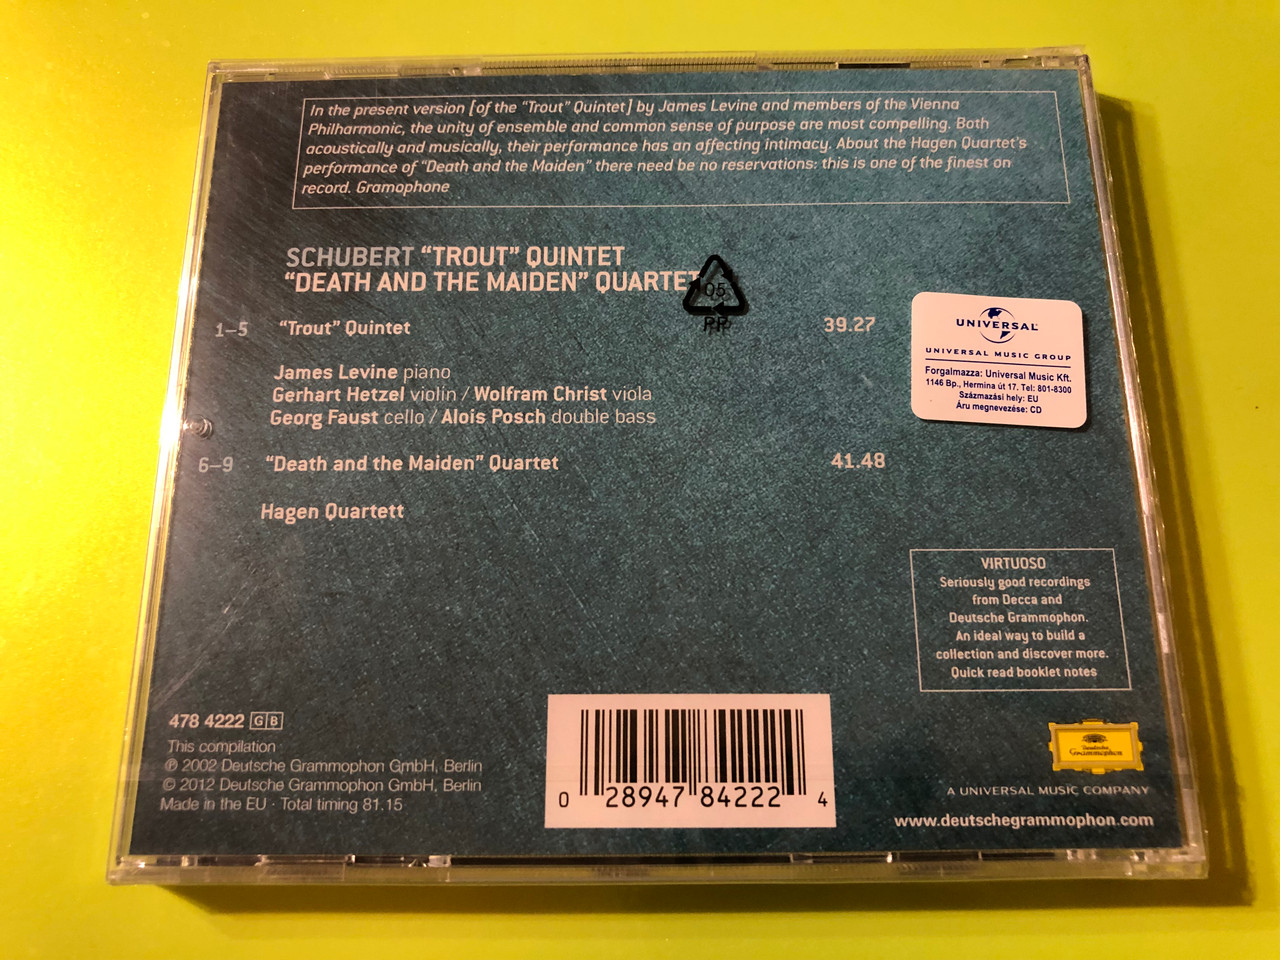 In the present version [of the “Trout” Quintet] by James Levine and members of the Vienna
Philharmonic, the unity of ensemble and common sense of purpose are most compelling. Both
acoustically and musically, their performance has an affecting intimacy. About the Hagen Quartet's
performance of “Death and the Maiden” there need be no reservations: this is one of the finest on
record. Gramophone
SCHUBERT “TROUT” QUINTET
“DEATH AND THE MAIDEN” QUARTET
05
PP
1–5 “Trout” Quintet 39.27
James Levine piano
Gerhart Hetzel violin / Wolfram Christ viola
Georg Faust cello / Alois Posch double bass
6–9 “Death and the Maiden” Quartet 41.48
Hagen Quartett
UNIVERSAL
UNIVERSAL MUSIC GROUP
Forgalmazza: Universal Music Kft.
1146 Bp., Hermina út 17. Tel: 801-8300
Származási hely: EU
Áru megnevezése: CD
VIRTUOSO
Seriously good recordings
from Decca and
Deutsche Grammophon.
An ideal way to build a
collection and discover more.
Quick read booklet notes
478 4222 GB
This compilation
℗ 2002 Deutsche Grammophon GmbH, Berlin
© 2012 Deutsche Grammophon GmbH, Berlin
Made in the EU · Total timing 81.15
0 28947 84222 4
Deutsche
Grammophon
A UNIVERSAL MUSIC COMPANY
www.deutschegrammophon.com